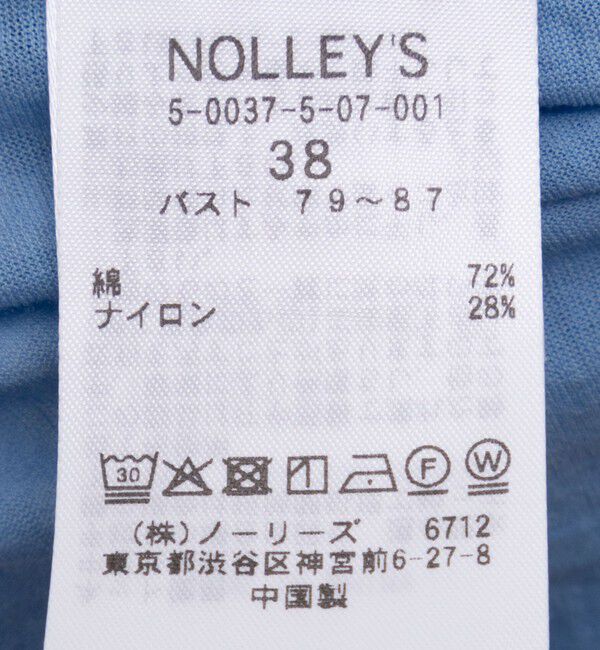 NOLLEY'S
5-0037-5-07-001
38
バスト 79~87
綿 72%
ナイロン 28%
30 F W
(株)ノーリーズ 6712
東京都渋谷区神宮前6-27-8
中国製